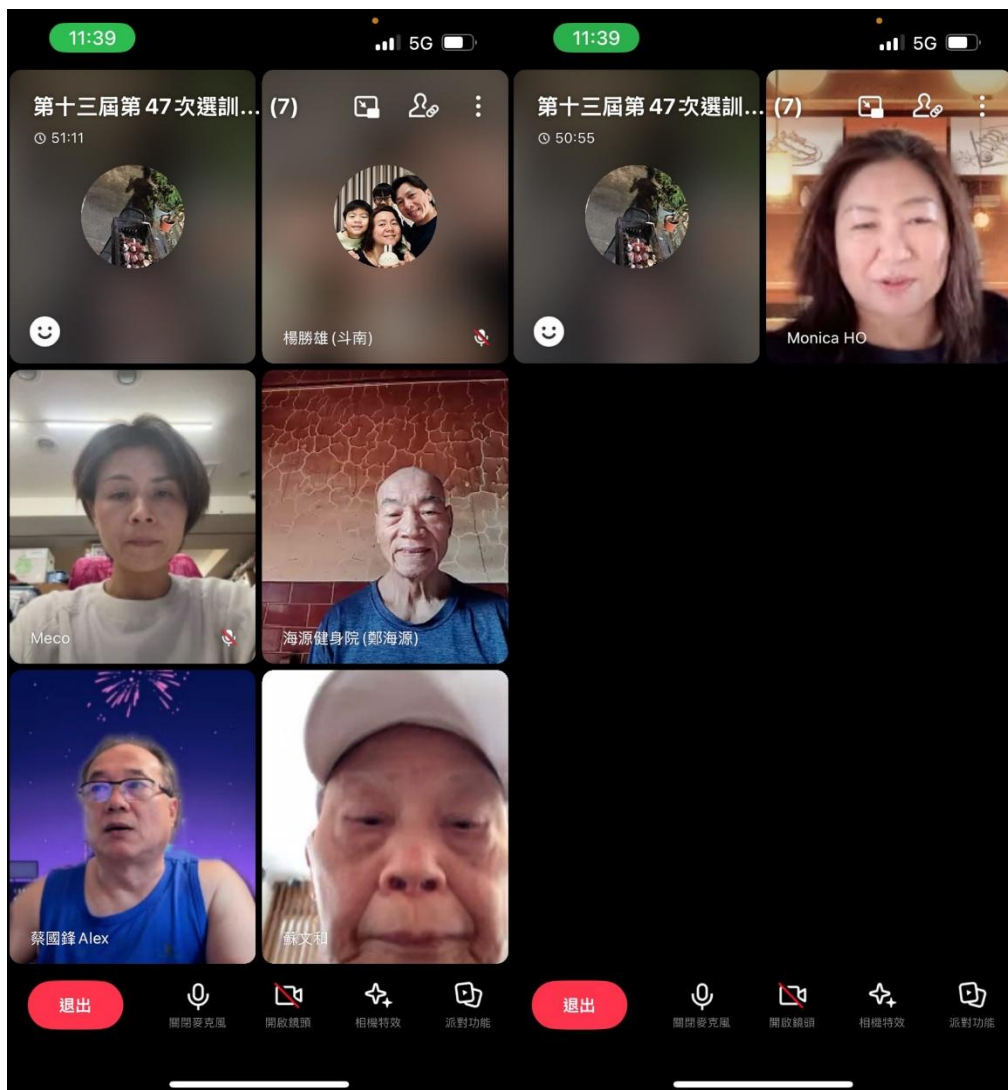 11:39
5G
第十三屆第47次選訓... (7)
51:11
楊勝雄(斗南)
Meco
海源健身院(鄭海源)
蔡國鋒Alex
蘇文和
退出
關閉麥克風
開啟鏡頭
相機特效
派對功能
11:39
5G
第十三屆第47次選訓... (7)
50:55
Monica HO
退出
關閉麥克風
開啟鏡頭
相機特效
派對功能